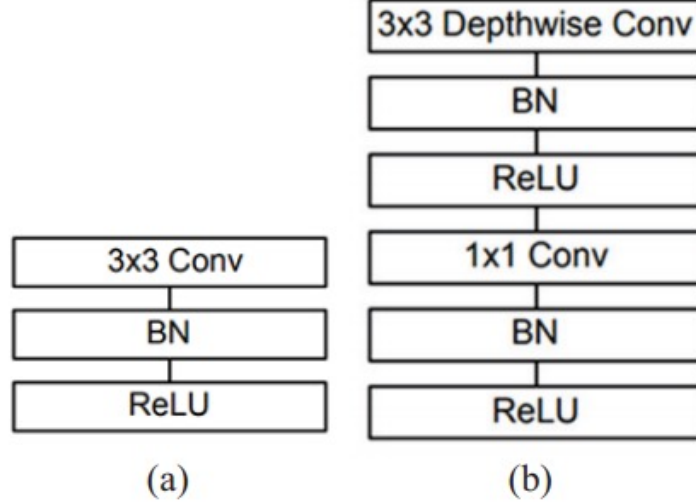 3x3 Conv
BN
ReLU
(a)
3x3 Depthwise Conv
BN
ReLU
1x1 Conv
BN
ReLU
(b)